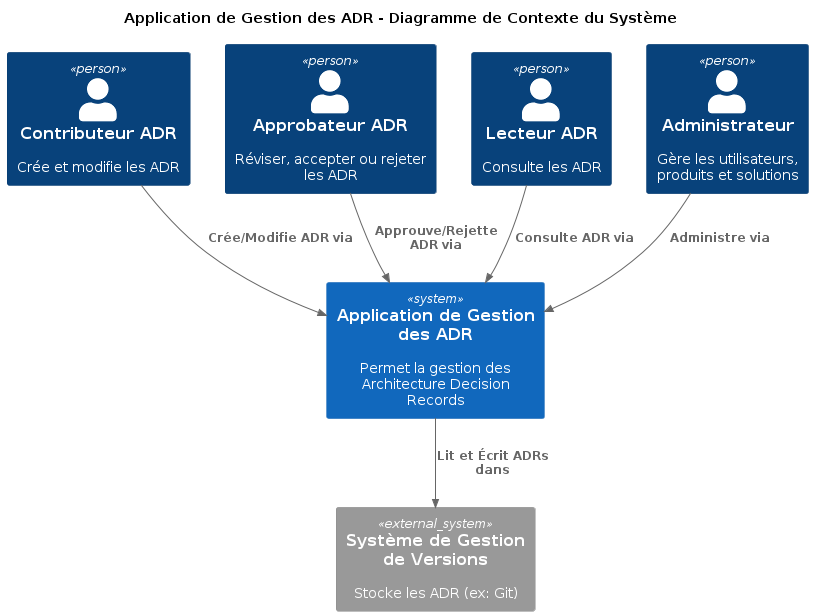 Application de Gestion des ADR - Diagramme de Contexte du Système
«person»
Contributeur ADR
Crée et modifie les ADR
«person»
Approbateur ADR
Réviser, accepter ou rejeter
les ADR
«person»
Lecteur ADR
Consulte les ADR
«person»
Administrateur
Gère les utilisateurs,
produits et solutions
Crée/Modifie ADR via
Approuve/Rejette
ADR via
Consulte ADR via
Administre via
«system»
Application de Gestion
des ADR
Permet la gestion des
Architecture Decision
Records
Lit et Écrit ADRs
dans
«external_system»
Système de Gestion
de Versions
Stocke les ADR (ex: Git)